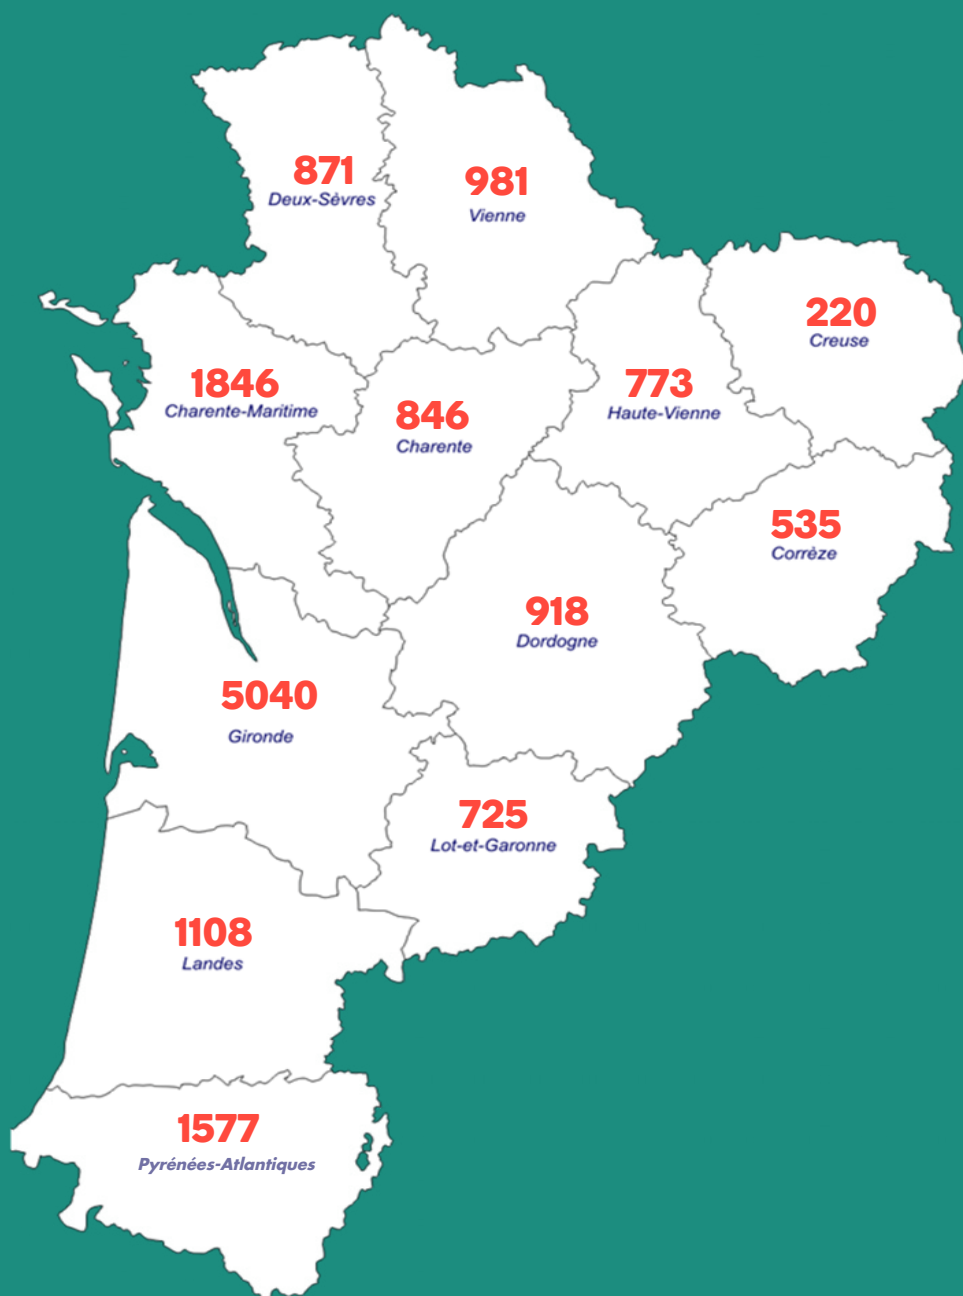 871
Deux-Sèvres
981
Vienne
220
Creuse
1846
Charente-Maritime
846
Charente
773
Haute-Vienne
535
Corrèze
918
Dordogne
5040
Gironde
725
Lot-et-Garonne
1108
Landes
1577
Pyrénées-Atlantiques